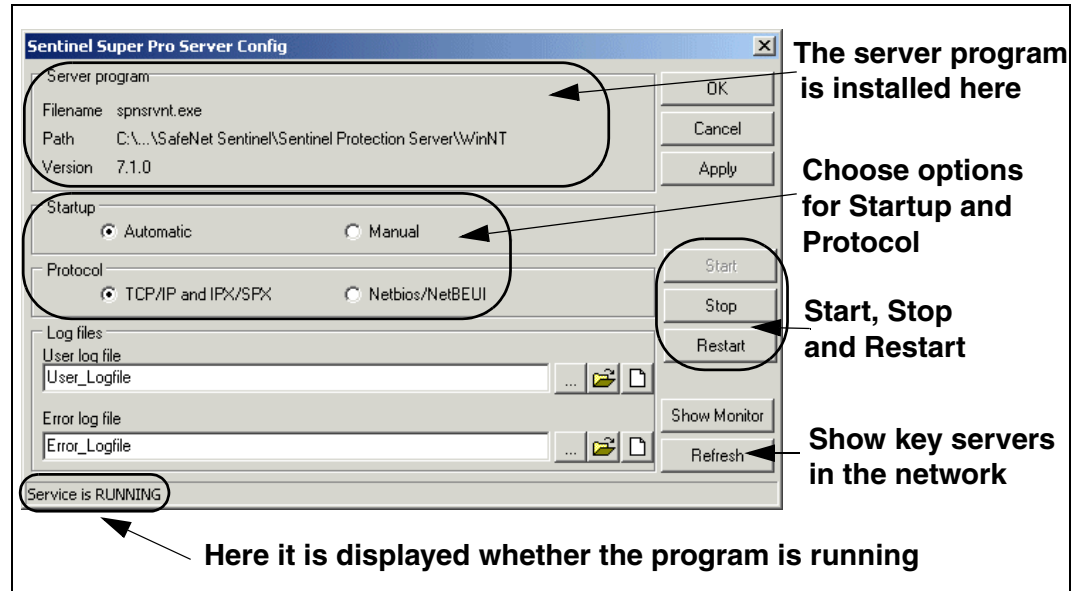 Sentinel Super Pro Server Config
Server program
Filename spnsrvnt.exe
Path C:\...\SafeNet Sentinel\Sentinel Protection Server\WinNT
Version 7.1.0
OK
Cancel
Apply
The server program
is installed here
Startup
Automatic Manual
Choose options
for Startup and
Protocol
Protocol
TCP/IP and IPX/SPX Netbios/NetBEUI
Start
Stop
Restart
Start, Stop
and Restart
Log files
User log file
User_Logfile ...
Error log file
Error_Logfile ...
Show Monitor
Refresh
Show key servers
in the network
Service is RUNNING
Here it is displayed whether the program is running